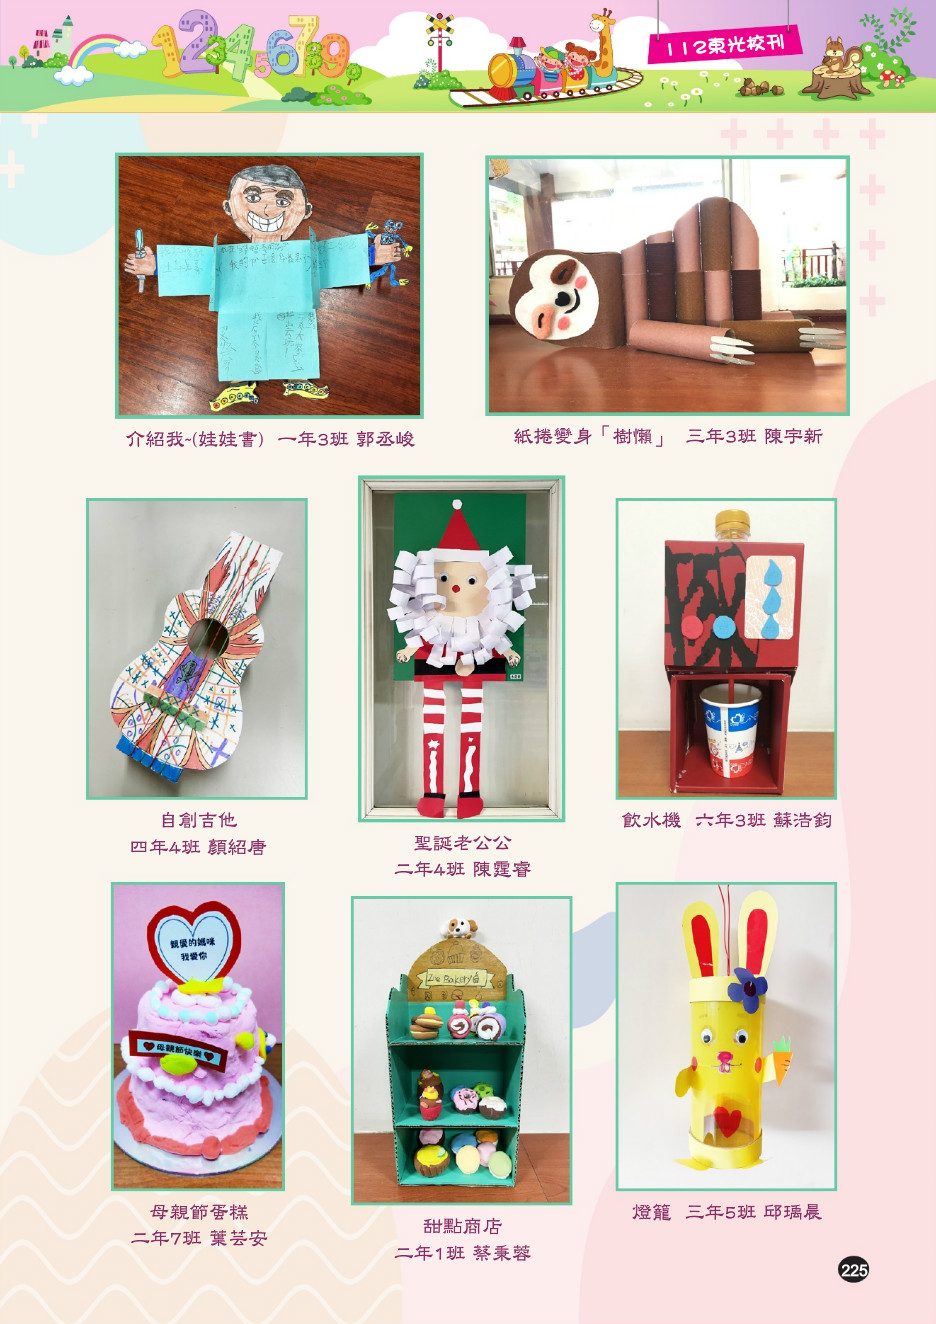 112東光校刊
介紹我~(娃娃書) 一年3班 郭丞峻
紙捲變身「樹懶」 三年3班 陳宇新
自創吉他
四年4班 顏紹唐
聖誕老公公
二年4班 陳霆睿
飲水機 六年3班 蘇浩鈞
親愛的媽咪
我愛你
母親節快樂
Bakery
母親節蛋糕
二年7班 葉芸安
甜點商店
二年1班 蔡秉蓉
燈籠 三年5班 邱瑀晨
225